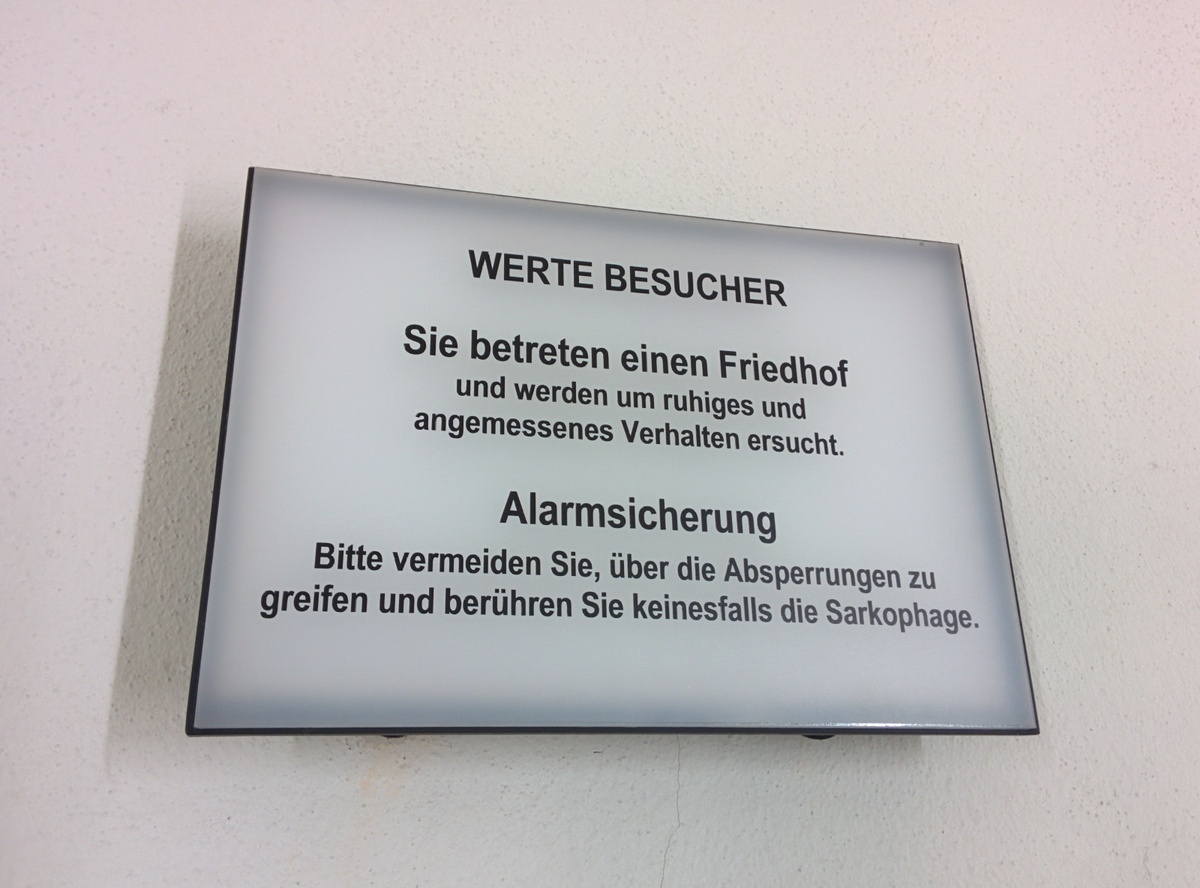 WERTE BESUCHER
Sie betreten einen Friedhof
und werden um ruhiges und
angemessenes Verhalten ersucht.
Alarmsicherung
Bitte vermeiden Sie, über die Absperrungen zu
greifen und berühren Sie keinesfalls die Sarkophage.